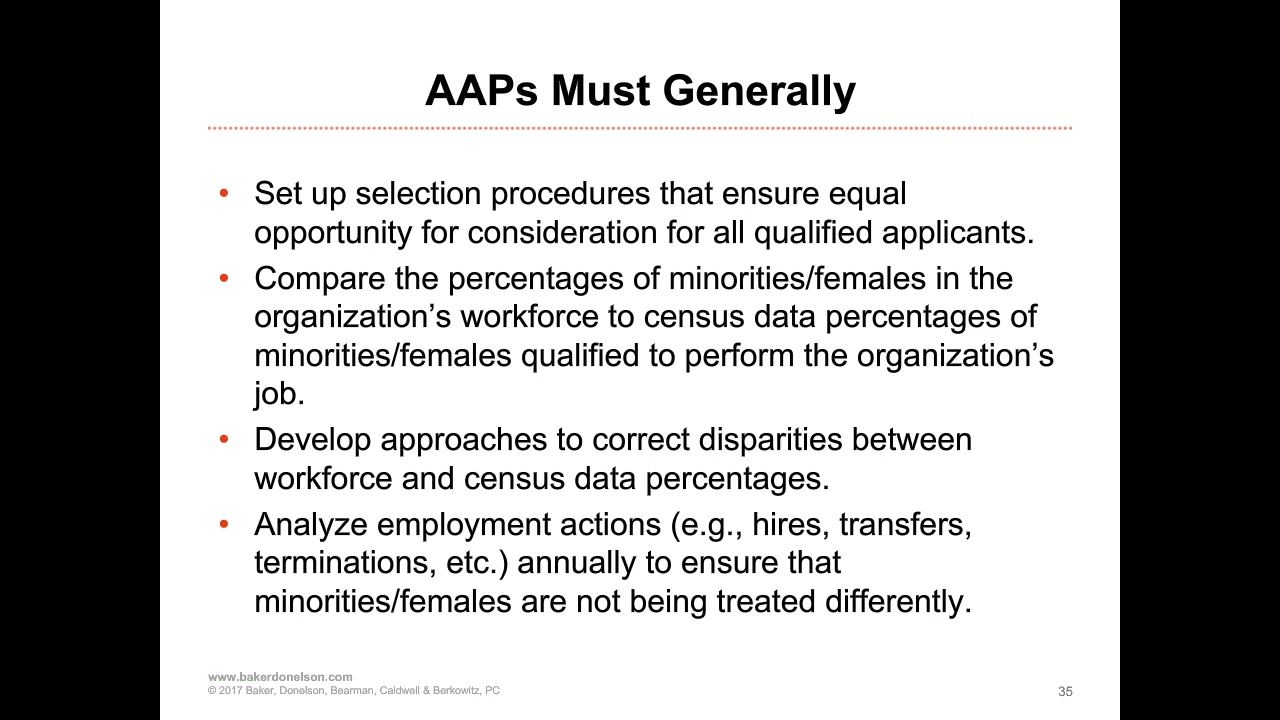 AAPs Must Generally
• Set up selection procedures that ensure equal
opportunity for consideration for all qualified applicants.
• Compare the percentages of minorities/females in the
organization’s workforce to census data percentages of
minorities/females qualified to perform the organization’s
job.
• Develop approaches to correct disparities between
workforce and census data percentages.
• Analyze employment actions (e.g., hires, transfers,
terminations, etc.) annually to ensure that
minorities/females are not being treated differently.
www.bakerdonelson.com
© 2017 Baker, Donelson, Bearman, Caldwell & Berkowitz, PC
35